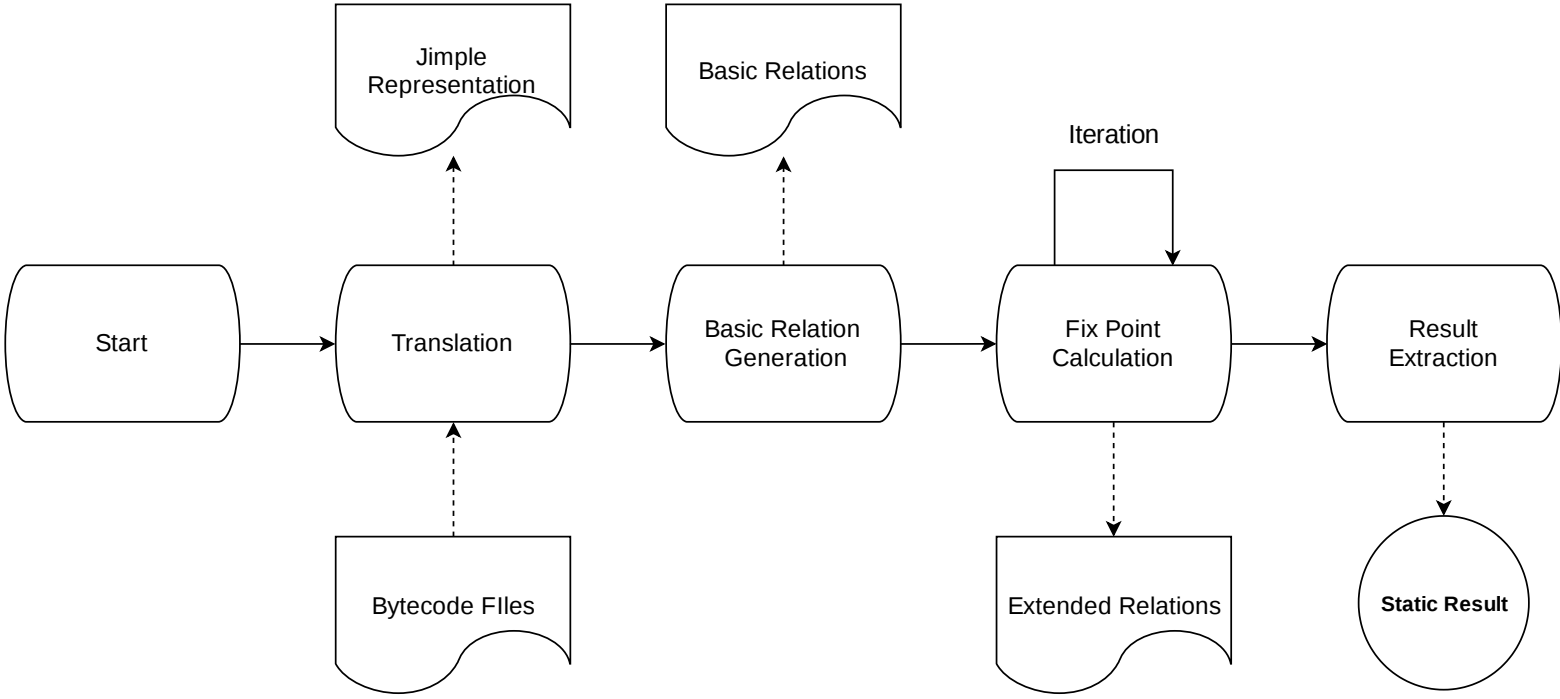 Jimple
Representation
Basic Relations
Iteration
Start
Translation
Basic Relation
Generation
Fix Point
Calculation
Result
Extraction
Bytecode FIles
Extended Relations
Static Result